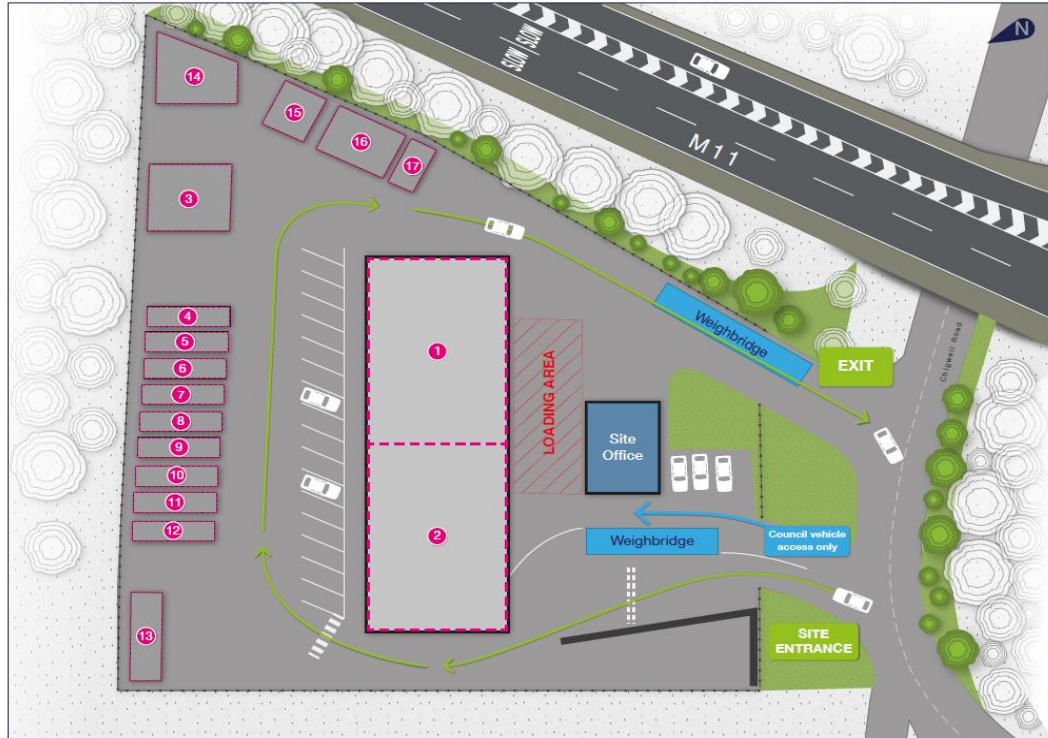 N
SLOW
SLOW
M11
14
15
16
17
3
4
5
6
7
8
9
10
11
12
13
1
2
LOADING AREA
Site
Office
Weighbridge
EXIT
Chigwell Road
Weighbridge
Council vehicle
access only
SITE
ENTRANCE